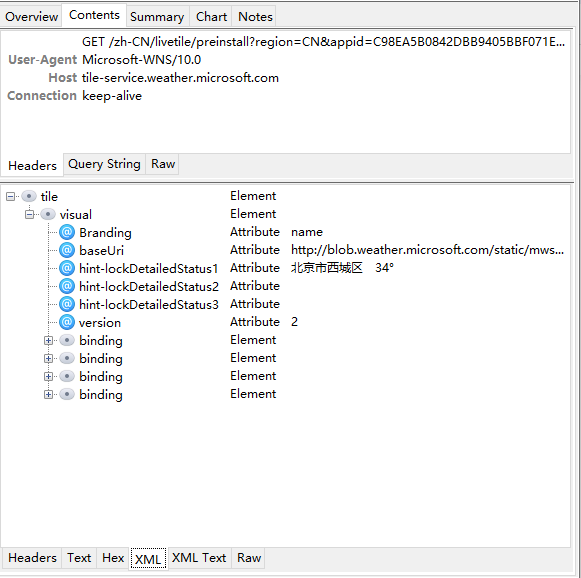 Overview Contents Summary Chart Notes
GET /zh-CN/livetile/preinstall?region=CN&appid=C98EA5B0842DBB9405BBF071E...
User-Agent Microsoft-WNS/10.0
Host tile-service.weather.microsoft.com
Connection keep-alive
Headers Query String Raw
tile Element
visual Element
Branding Attribute name
baseUri Attribute http://blob.weather.microsoft.com/static/mws...
hint-lockDetailedStatus1 Attribute 北京市西城区 34°
hint-lockDetailedStatus2 Attribute
hint-lockDetailedStatus3 Attribute
version Attribute 2
binding Element
binding Element
binding Element
binding Element
Headers Text Hex XML XML Text Raw